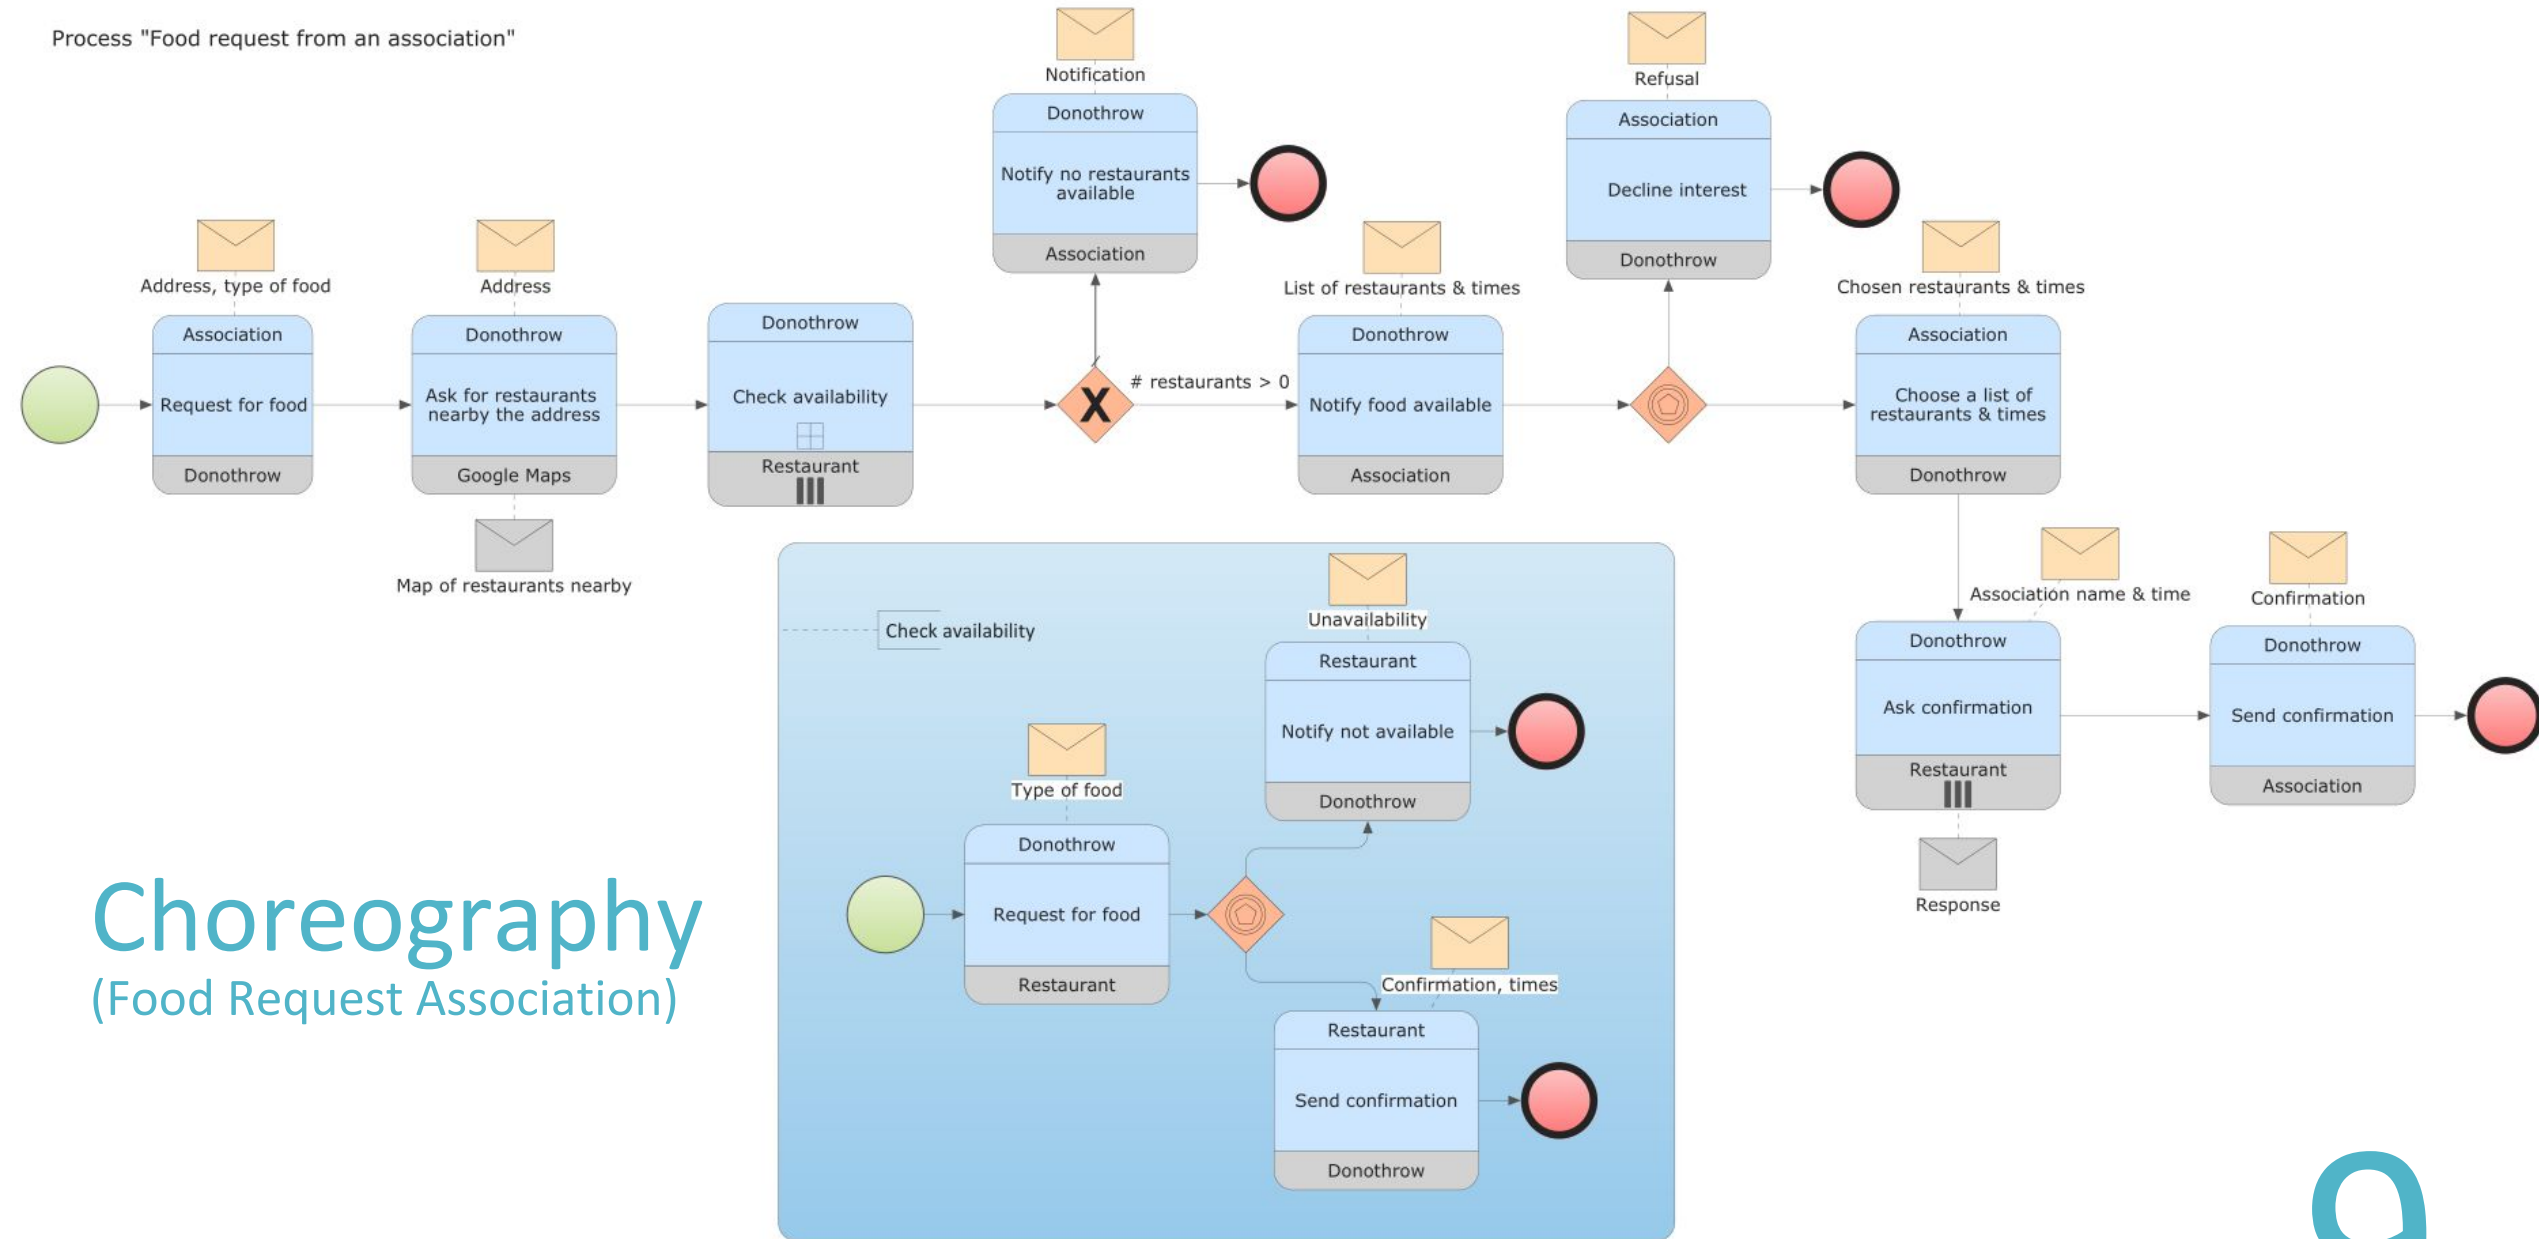 Process "Food request from an association"
Notification
Donothrow
Notify no restaurants
available
Association
Refusal
Association
Decline interest
Donothrow
Address, type of food
Association
Request for food
Donothrow
Address
Donothrow
Ask for restaurants
nearby the address
Google Maps
Map of restaurants nearby
Donothrow
Check availability
Restaurant
X
# restaurants > 0
List of restaurants & times
Donothrow
Notify food available
Association
Chosen restaurants & times
Association
Choose a list of
restaurants & times
Donothrow
Association name & time
Donothrow
Ask confirmation
Restaurant
Response
Confirmation
Donothrow
Send confirmation
Association
Check availability
Type of food
Donothrow
Request for food
Restaurant
Unavailability
Restaurant
Notify not available
Donothrow
Confirmation, times
Restaurant
Send confirmation
Donothrow
Choreography
(Food Request Association)